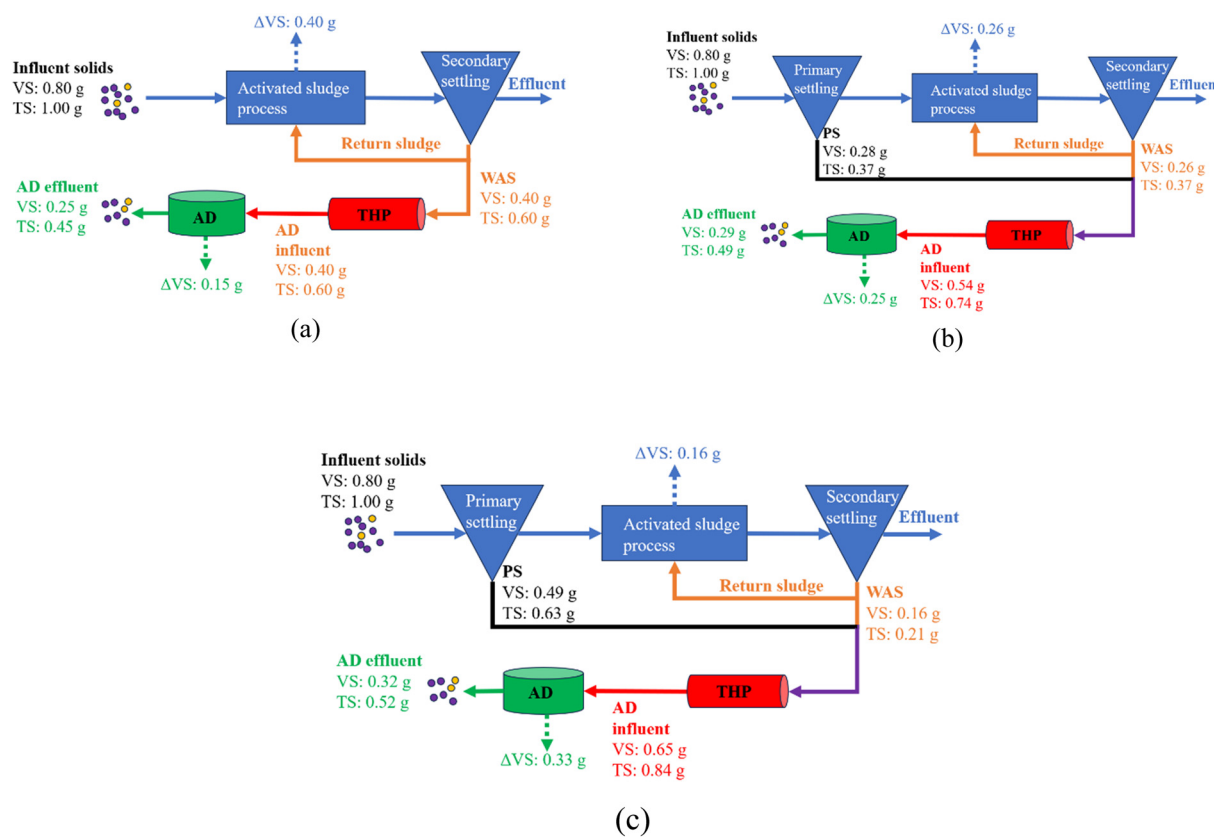 ΔVS: 0.40 g
Influent solids
VS: 0.80 g
TS: 1.00 g
Activated sludge
process
Secondary
settling
Effluent
Return sludge
WAS
VS: 0.40 g
TS: 0.60 g
AD effluent
VS: 0.25 g
TS: 0.45 g
AD
THP
AD
influent
VS: 0.40 g
TS: 0.60 g
ΔVS: 0.15 g
(a)
ΔVS: 0.26 g
Influent solids
VS: 0.80 g
TS: 1.00 g
Primary
settling
Activated sludge
process
Secondary
settling
Effluent
PS
VS: 0.28 g
TS: 0.37 g
Return sludge
WAS
VS: 0.26 g
TS: 0.37 g
AD effluent
VS: 0.29 g
TS: 0.49 g
AD
THP
AD
influent
VS: 0.54 g
TS: 0.74 g
ΔVS: 0.25 g
(b)
ΔVS: 0.16 g
Influent solids
VS: 0.80 g
TS: 1.00 g
Primary
settling
Activated sludge
process
Secondary
settling
Effluent
PS
VS: 0.49 g
TS: 0.63 g
Return sludge
WAS
VS: 0.16 g
TS: 0.21 g
AD effluent
VS: 0.32 g
TS: 0.52 g
AD
THP
AD
influent
VS: 0.65 g
TS: 0.84 g
ΔVS: 0.33 g
(c)